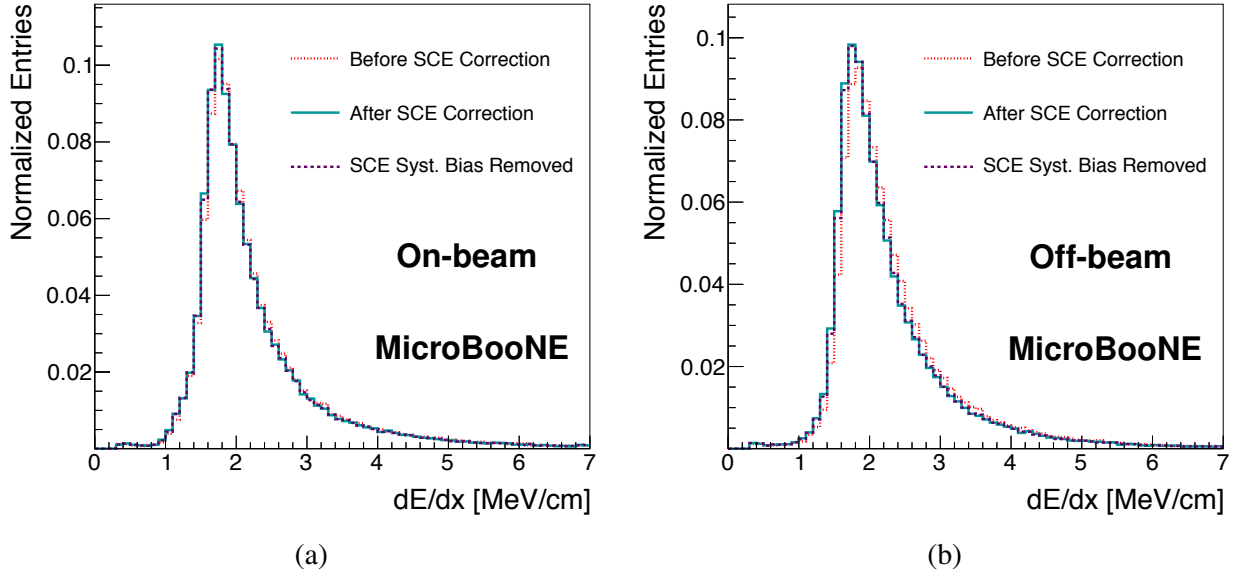 Normalized Entries
0.1
0.08
0.06
0.04
0.02
Before SCE Correction
After SCE Correction
SCE Syst. Bias Removed
On-beam
MicroBooNE
0 1 2 3 4 5 6 7
dE/dx [MeV/cm]
(a)
Normalized Entries
0.1
0.08
0.06
0.04
0.02
Before SCE Correction
After SCE Correction
SCE Syst. Bias Removed
Off-beam
MicroBooNE
0 1 2 3 4 5 6 7
dE/dx [MeV/cm]
(b)